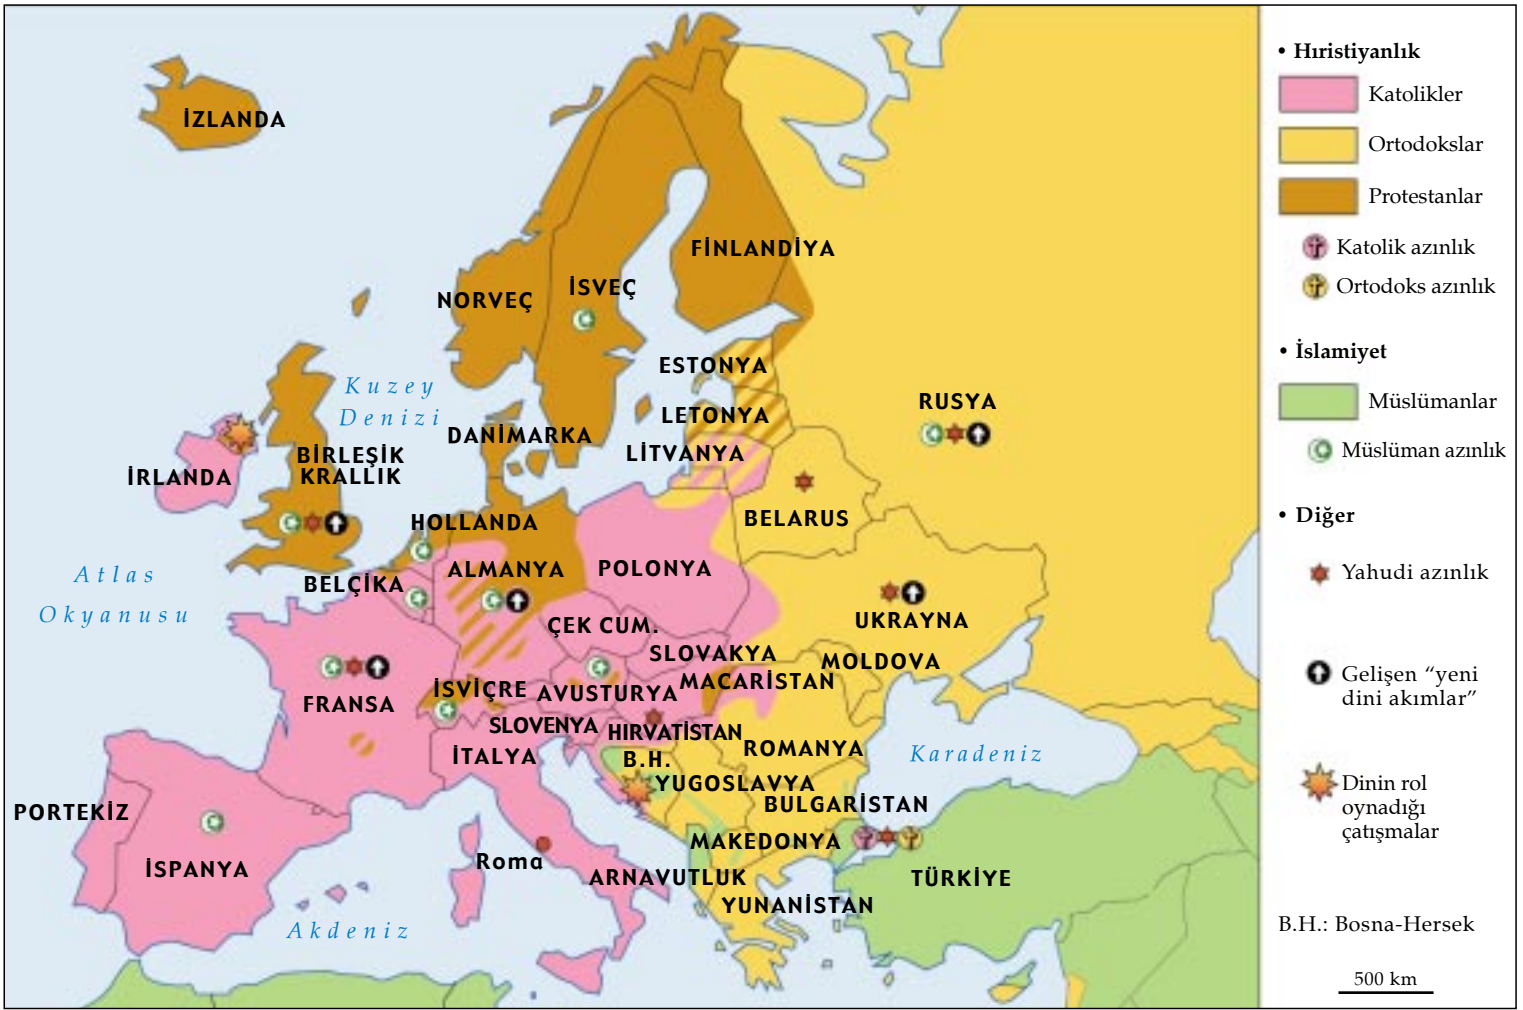 İZLANDA
FİNLANDİYA
İSVEÇ
NORVEÇ
ESTONYA
Kuzey
Denizi
RUSYA
LETONYA
DANİMARKA
LİTVANYA
BİRLEŞİK
KRALLIK
İRLANDA
BELARUS
HOLLANDA
Atlas
Okyanusu
BELÇİKA
ALMANYA
POLONYA
UKRAYNA
ÇEK CUM.
SLOVAKYA
MOLDOVA
MACARİSTAN
İSVİÇRE
AVUSTURYA
FRANSA
SLOVENYA
HIRVATİSTAN
İTALYA
B.H.
ROMANYA
Karadeniz
YUGOSLAVYA
BULGARİSTAN
PORTEKİZ
MAKEDONYA
İSPANYA
Roma
ARNAVUTLUK
TÜRKİYE
YUNANİSTAN
Akdeniz
• Hıristiyanlık
Katolikler
Ortodokslar
Protestanlar
Katolik azınlık
Ortodoks azınlık
• İslamiyet
Müslümanlar
Müslüman azınlık
• Diğer
Yahudi azınlık
Gelişen “yeni
dini akımlar”
Dinin rol
oynadığı
çatışmalar
B.H.: Bosna-Hersek
500 km